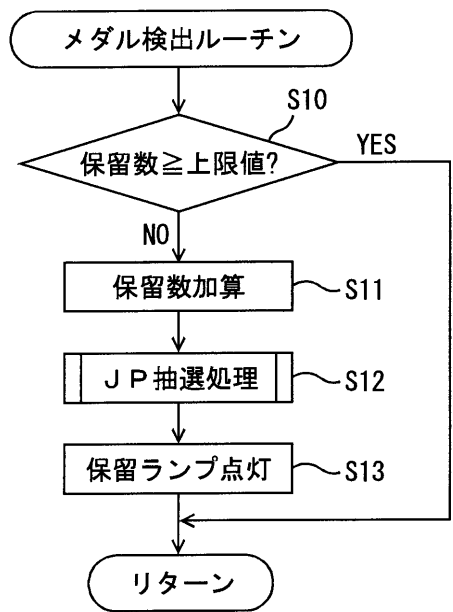 メダル検出ルーチン
S10
保留数≧上限値?
YES
NO
保留数加算
S11
JP抽選処理
S12
保留ランプ点灯
S13
リターン